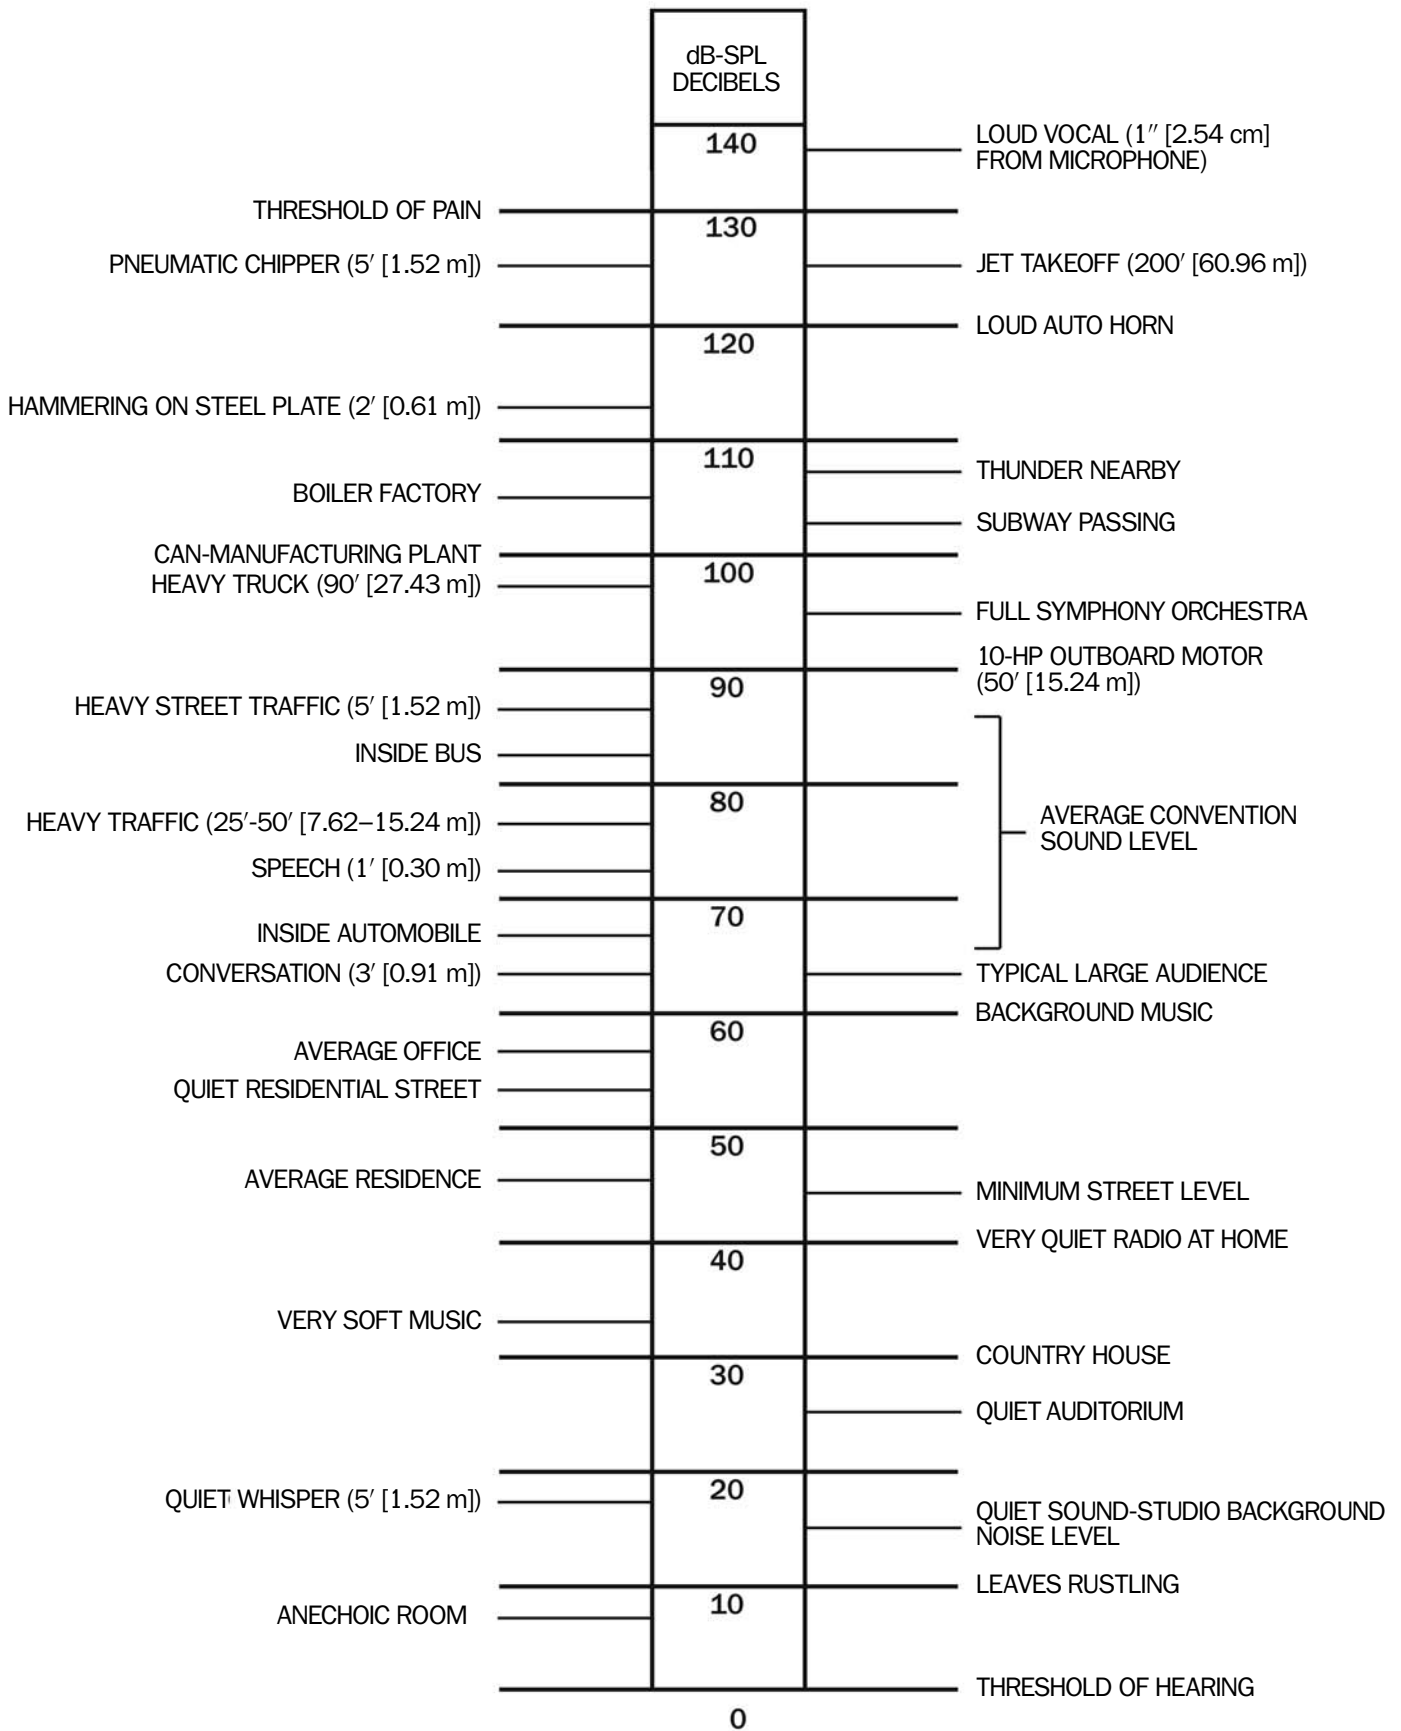 dB-SPL
DECIBELS
140
LOUD VOCAL (1″ [2.54 cm]
FROM MICROPHONE)
THRESHOLD OF PAIN
130
PNEUMATIC CHIPPER (5′ [1.52 m])
JET TAKEOFF (200′ [60.96 m])
LOUD AUTO HORN
120
HAMMERING ON STEEL PLATE (2′ [0.61 m])
110
THUNDER NEARBY
BOILER FACTORY
SUBWAY PASSING
CAN-MANUFACTURING PLANT
100
HEAVY TRUCK (90′ [27.43 m])
FULL SYMPHONY ORCHESTRA
10-HP OUTBOARD MOTOR
(50′ [15.24 m])
90
HEAVY STREET TRAFFIC (5′ [1.52 m])
INSIDE BUS
80
AVERAGE CONVENTION
SOUND LEVEL
HEAVY TRAFFIC (25′-50′ [7.62–15.24 m])
SPEECH (1′ [0.30 m])
70
INSIDE AUTOMOBILE
CONVERSATION (3′ [0.91 m])
TYPICAL LARGE AUDIENCE
BACKGROUND MUSIC
60
AVERAGE OFFICE
QUIET RESIDENTIAL STREET
50
AVERAGE RESIDENCE
MINIMUM STREET LEVEL
VERY QUIET RADIO AT HOME
40
VERY SOFT MUSIC
COUNTRY HOUSE
30
QUIET AUDITORIUM
20
QUIET WHISPER (5′ [1.52 m])
QUIET SOUND-STUDIO BACKGROUND
NOISE LEVEL
LEAVES RUSTLING
10
ANECHOIC ROOM
THRESHOLD OF HEARING
0